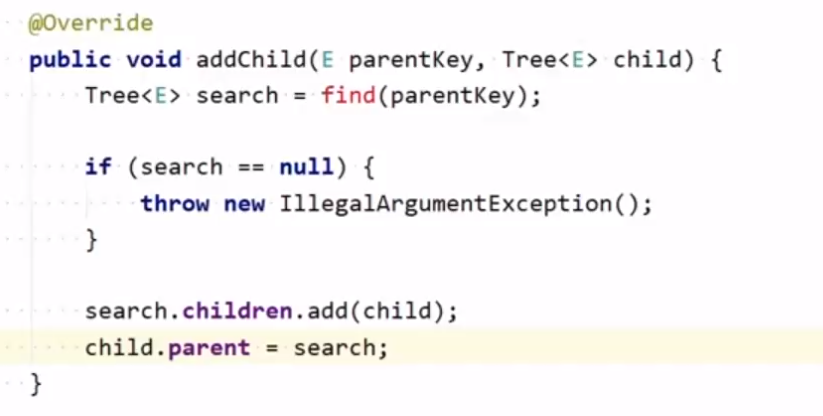 @Override
public void addChild(E parentKey, Tree<E> child) {
Tree<E> search = find(parentKey);
if (search == null) {
throw new IllegalArgumentException();
}
search.children.add(child);
child.parent = search;
}